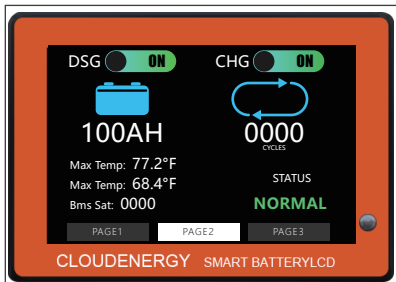 DSG ON CHG ON
100AH 0000
CYCLES
Max Temp: 77.2°F
Max Temp: 68.4°F
Bms Sat: 0000
STATUS
NORMAL
PAGE1 PAGE2 PAGE3
CLOUDENERGY SMART BATTERYLCD